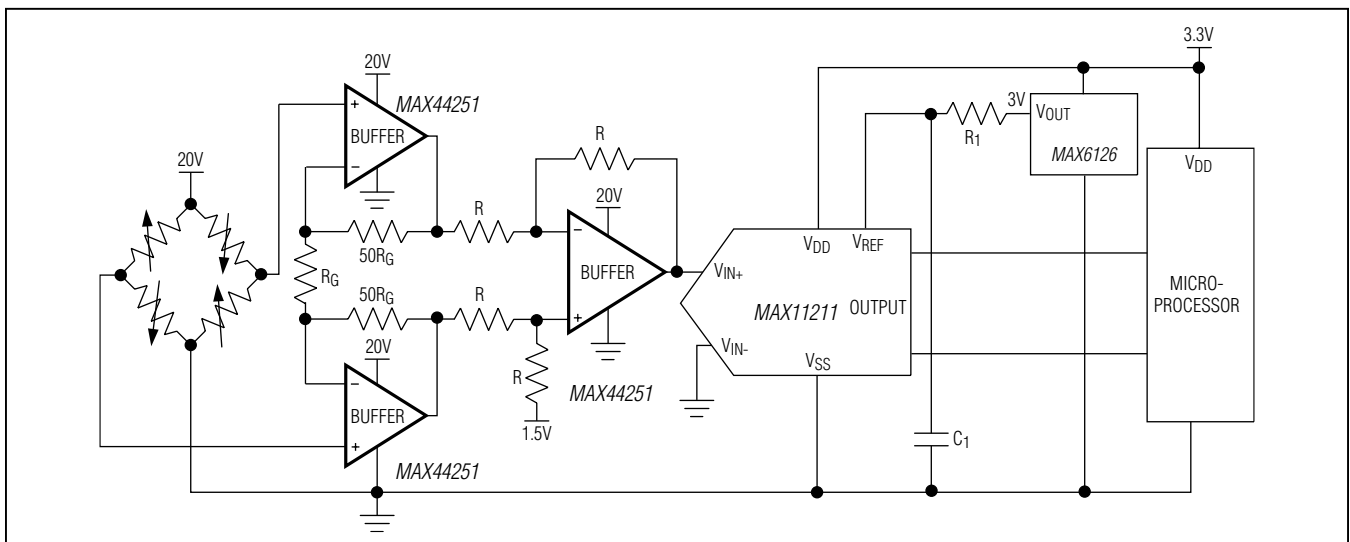 3.3V
20V
MAX44251
+
BUFFER
−
20V
R
3V
VOUT
R1
MAX6126
VDD
50RG
R
20V
−
BUFFER
+
VDD
VREF
VIN+
MAX11211
OUTPUT
MICRO-
PROCESSOR
RG
50RG
R
VIN-
VSS
20V
−
BUFFER
+
R
1.5V
MAX44251
C1
MAX44251